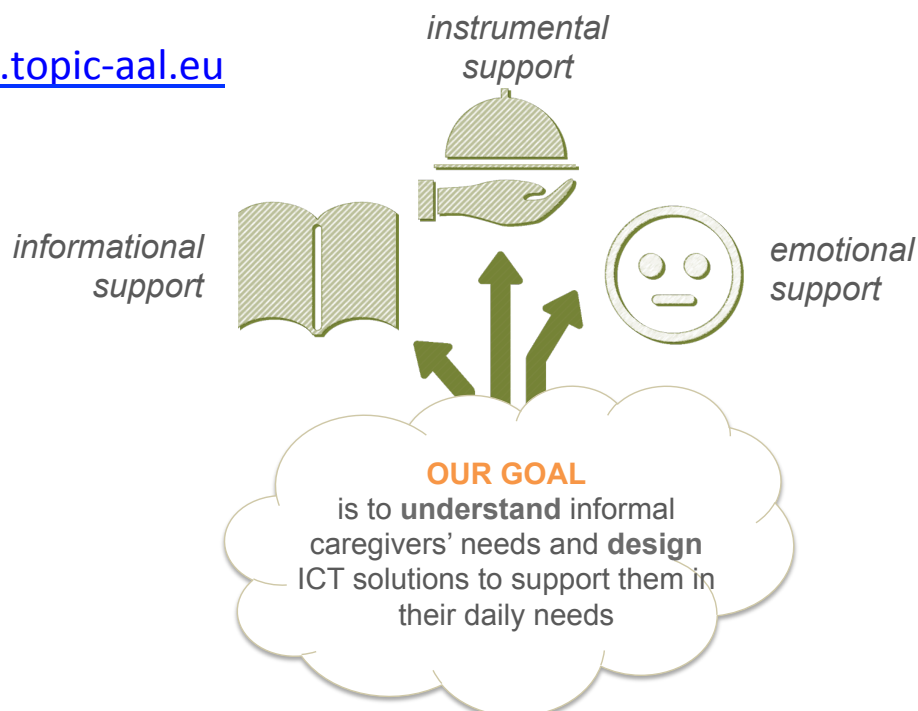 instrumental
support
.topic-aal.eu
informational
support
emotional
support
OUR GOAL
is to understand informal
caregivers’ needs and design
ICT solutions to support them in
their daily needs